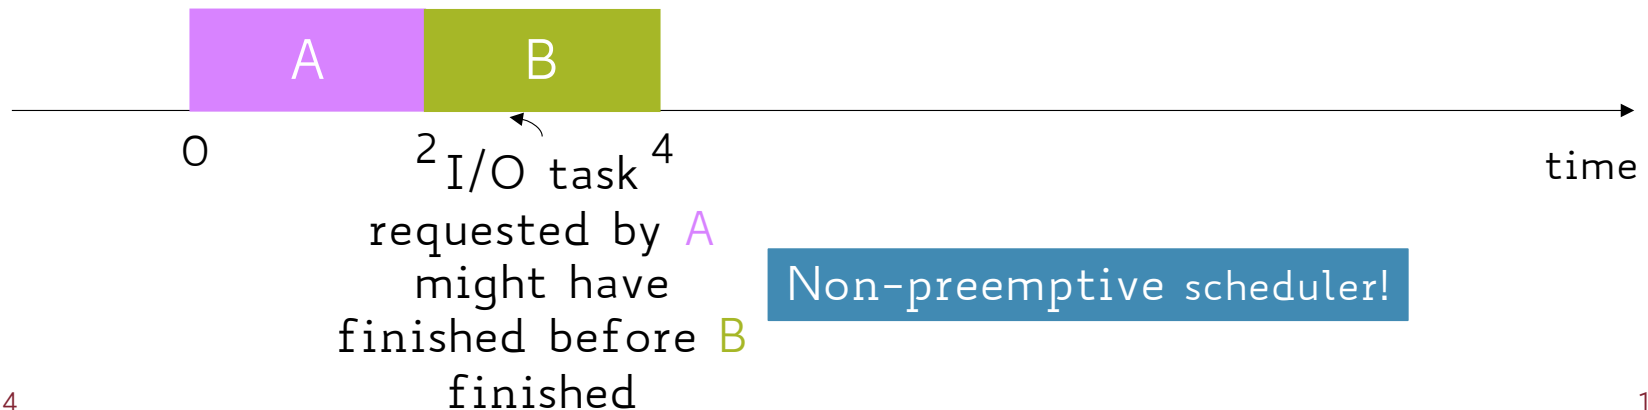 A B
0 2 4
time
I/O task
requested by A
might have
finished before B
finished
Non-preemptive scheduler!
4 1